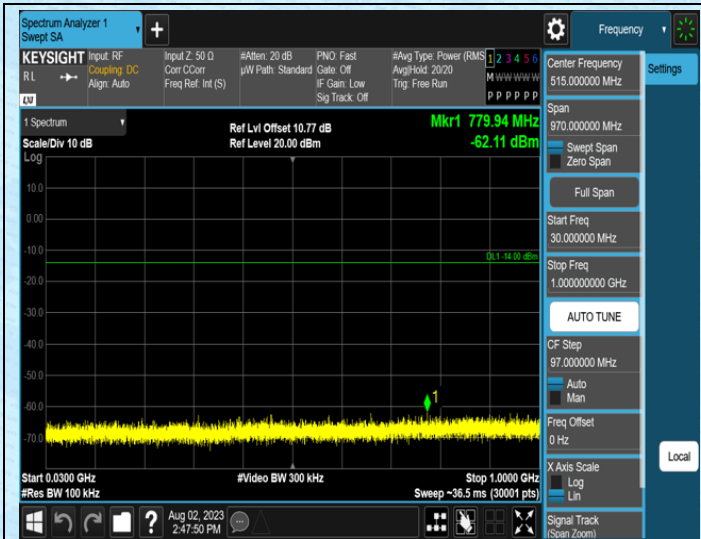 Spectrum Analyzer 1
Swept SA
+
Frequency
KEYSIGHT
RL
LXI
Input: RF
Coupling: DC
Align: Auto
Input Z: 50 Ω
Corr CCorr
Freq Ref: Int (S)
#Atten: 20 dB
µW Path: Standard
PNO: Fast
Gate: Off
IF Gain: Low
Sig Track: Off
#Avg Type: Power (RMS
Avg|Hold: 20/20
Trig: Free Run
1 2 3 4 5 6
M W W W W W
P P P P P P
1 Spectrum
Scale/Div 10 dB
Log
Ref Lvl Offset 10.77 dB
Ref Level 20.00 dBm
Mkr1 779.94 MHz
-62.11 dBm
10.0
0.00
-10.0
DL1 -14.00 dBm
-20.0
-30.0
-40.0
-50.0
-60.0
1
-70.0
Start 0.0300 GHz
#Res BW 100 kHz
#Video BW 300 kHz
Stop 1.0000 GHz
Sweep ~36.5 ms (30001 pts)
?
Aug 02, 2023
2:47:50 PM
Center Frequency
515.000000 MHz
Settings
Span
970.000000 MHz
Swept Span
Zero Span
Full Span
Start Freq
30.000000 MHz
Stop Freq
1.000000000 GHz
AUTO TUNE
CF Step
97.000000 MHz
Auto
Man
Freq Offset
0 Hz
Local
X Axis Scale
Log
Lin
Signal Track
(Span Zoom)